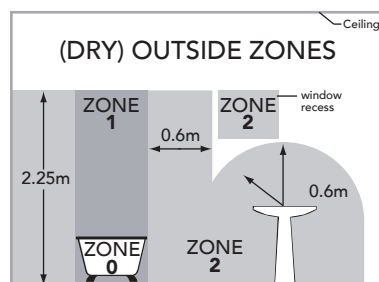 Ceiling
(DRY) OUTSIDE ZONES
ZONE
1
ZONE
2
window
recess
0.6m
2.25m
0.6m
ZONE
0
ZONE
2